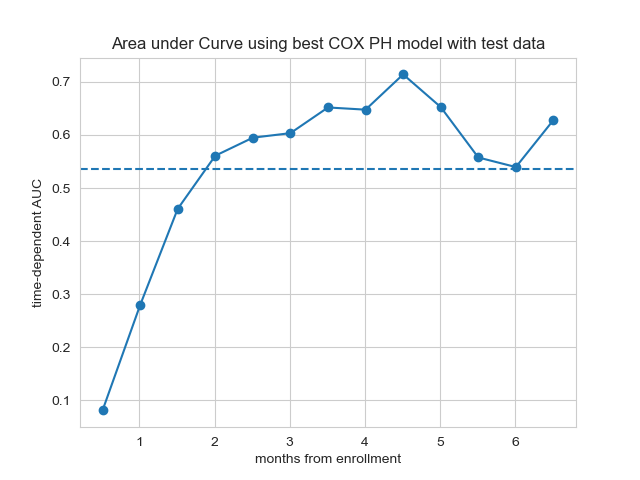 Area under Curve using best COX PH model with test data
time-dependent AUC
0.7
0.6
0.5
0.4
0.3
0.2
0.1
1 2 3 4 5 6
months from enrollment